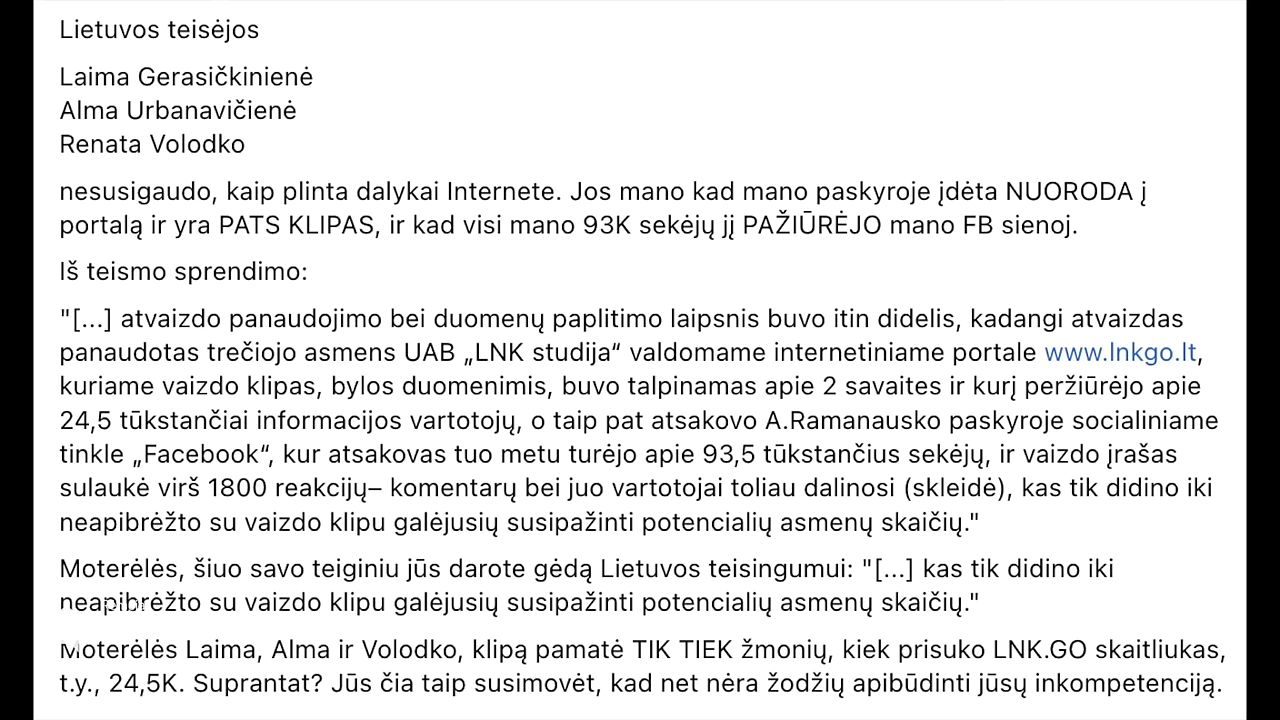 Lietuvos teisėjos
Laima Gerasičkinienė
Alma Urbanavičienė
Renata Volodko
nesusigaudo, kaip plinta dalykai Internete. Jos mano kad mano paskyroje įdėta NUORODA į
portalą ir yra PATS KLIPAS, ir kad visi mano 93K sekėjų jį PAŽIŪRĖJO mano FB sienoj.
Iš teismo sprendimo:
"[...] atvaizdo panaudojimo bei duomenų paplitimo laipsnis buvo itin didelis, kadangi atvaizdas
panaudotas trečiojo asmens UAB „LNK studija“ valdomame internetiniame portale www.lnkgo.lt,
kuriame vaizdo klipas, bylos duomenimis, buvo talpinamas apie 2 savaites ir kurį peržiūrėjo apie
24,5 tūkstančiai informacijos vartotojų, o taip pat atsakovo A.Ramanausko paskyroje socialiniame
tinkle „Facebook“, kur atsakovas tuo metu turėjo apie 93,5 tūkstančius sekėjų, ir vaizdo įrašas
sulaukė virš 1800 reakcijų– komentarų bei juo vartotojai toliau dalinosi (skleidė), kas tik didino iki
neapibrėžto su vaizdo klipu galėjusių susipažinti potencialių asmenų skaičių."
Moterėlės, šiuo savo teiginiu jūs darote gėdą Lietuvos teisingumui: "[...] kas tik didino iki
neapibrėžto su vaizdo klipu galėjusių susipažinti potencialių asmenų skaičių."
Moterėlės Laima, Alma ir Volodko, klipą pamatė TIK TIEK žmonių, kiek prisuko LNK.GO skaitliukas,
t.y., 24,5K. Suprantat? Jūs čia taip susimovėt, kad net nėra žodžių apibūdinti jūsų inkompetenciją.